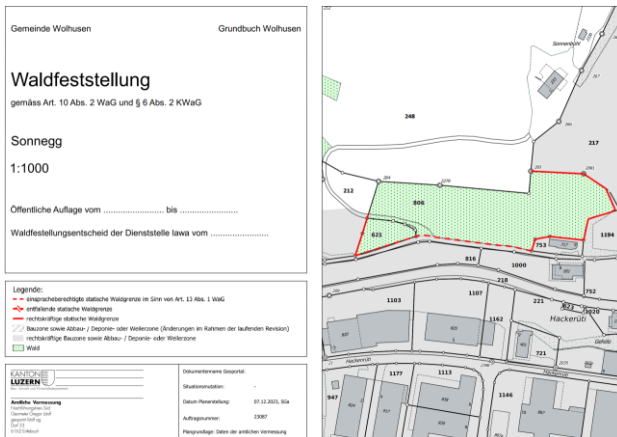 Gemeinde Wolhusen
Grundbuch Wolhusen
Waldfeststellung
gemäss Art. 10 Abs. 2 WaG und § 6 Abs. 2 KWaG
Sonnegg
1:1000
Öffentliche Auflage vom ........................ bis .......................
Waldfestellungsentscheid der Dienststelle lawa vom .......................
Legende:
einspracheberechtigte statische Waldgrenze im Sinn von Art. 13 Abs. 1 WaG
entfallende statische Waldgrenze
rechtskräftige statische Waldgrenze
Bauzone sowie Abbau- / Deponie- oder Weilerzone (Änderungen im Rahmen der laufenden Revision)
rechtskräftige Bauzone sowie Abbau- / Deponie- oder Weilerzone
Wald
KANTON
LUZERN
Amtliche Vermessung
Dokumentenname Geoportal:
Situationsmutation: -
Datum Planerstellung: 07.12.2023, SGa
Auftragsnummer: 23087
Plangrundlage: Daten der amtlichen Vermessung
248
217
212
806
621
753
1194
816
1000
218
752
1103
1107
1162
221
623
1020
Hackerüti
721
1177
1113
947
1146
Hackenrüti